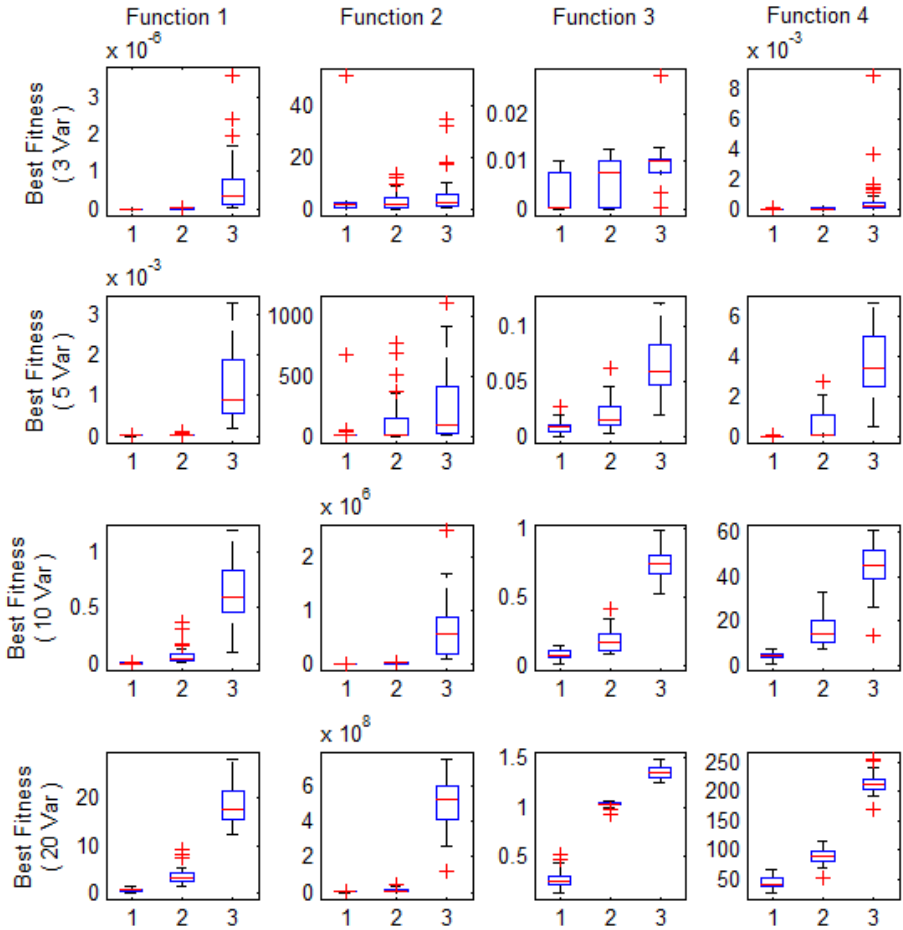 Function 1 Function 2 Function 3 Function 4
x 10-6 x 10-3
Best Fitness
( 3 Var )
3 2 1 0
40 20 0
0.02 0.01 0
8 6 4 2 0
1 2 3 1 2 3 1 2 3 1 2 3
x 10-3
Best Fitness
( 5 Var )
3 2 1 0
1000 500 0
0.1 0.05 0
6 4 2 0
1 2 3 1 2 3 1 2 3 1 2 3
x 106
Best Fitness
( 10 Var )
1 0.5 0
2 1 0
1 0.5 0
60 40 20 0
1 2 3 1 2 3 1 2 3 1 2 3
x 108
Best Fitness
( 20 Var )
20 10 0
6 4 2 0
1.5 1 0.5
250 200 150 100 50
1 2 3 1 2 3 1 2 3 1 2 3